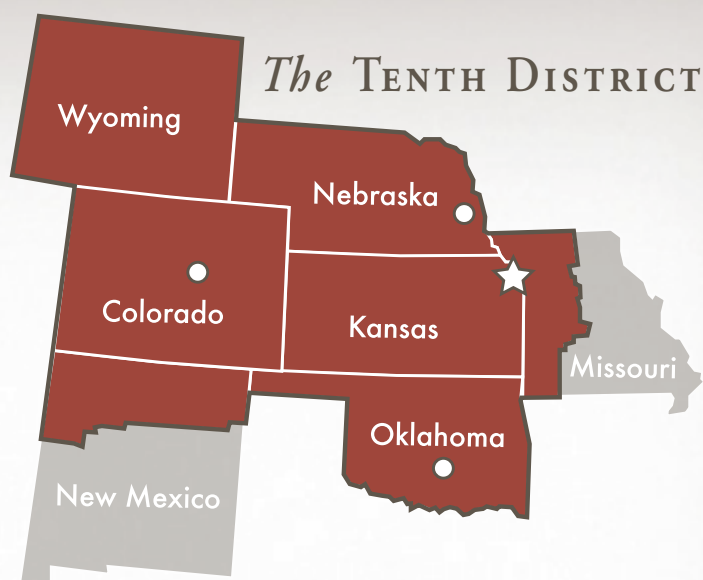 The Tenth District
Wyoming
Nebraska
Colorado
Kansas
Missouri
Oklahoma
New Mexico